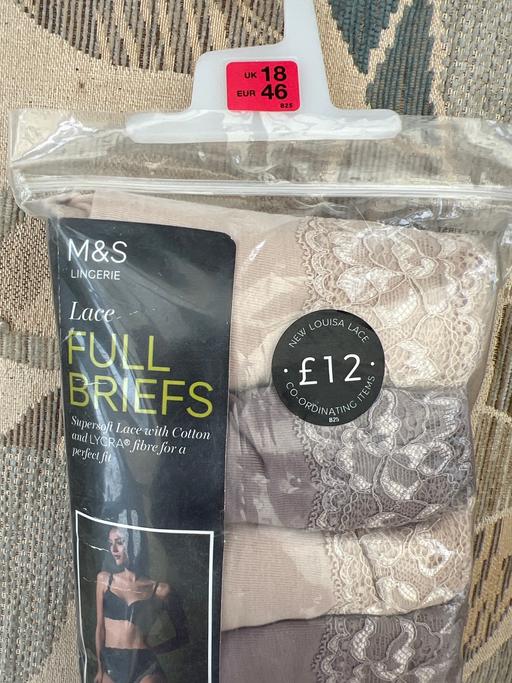 UK 18
EUR 46
B25
M&S
LINGERIE
Lace
FULL
BRIEFS
Supersoft Lace with Cotton
and LYCRA® fibre for a
perfect fit
NEW LOUISA LACE
· £12 ·
CO-ORDINATING ITEMS
B25